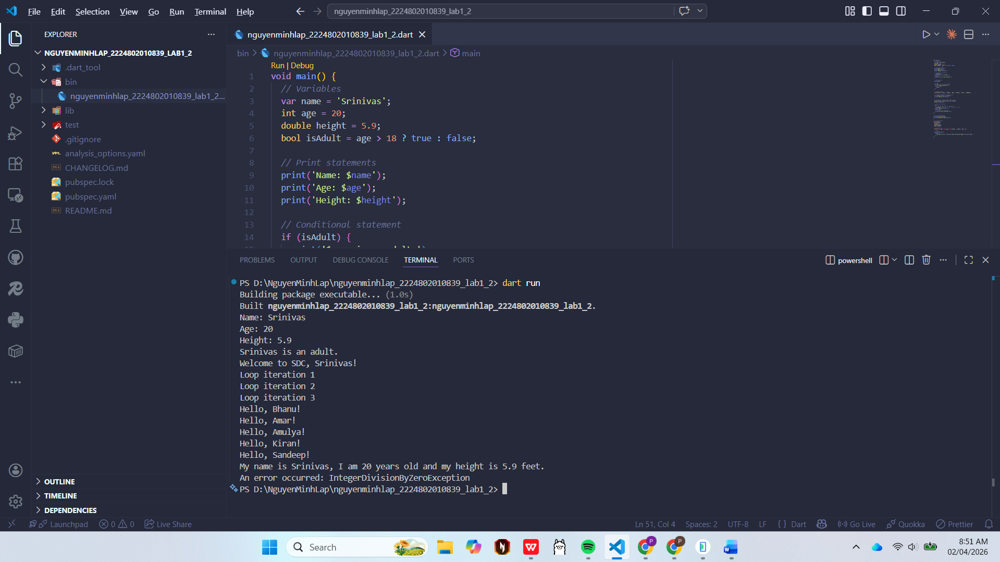 File Edit Selection View Go Run Terminal Help
nguyenminhlap_2224802010839_lab1_2
EXPLORER
NGUYENMINHLAP_2224802010839_LAB1_2
.dart_tool
bin
nguyenminhlap_2224802010839_lab1_2...
lib
test
.gitignore
analysis_options.yaml
CHANGELOG.md
pubspec.lock
pubspec.yaml
README.md
OUTLINE
TIMELINE
DEPENDENCIES
nguyenminhlap_2224802010839_lab1_2.dart
bin > nguyenminhlap_2224802010839_lab1_2.dart > main
Run | Debug
1 void main() {
2 // Variables
3 var name = 'Srinivas';
4 int age = 20;
5 double height = 5.9;
6 bool isAdult = age > 18 ? true : false;
7
8 // Print statements
9 print('Name: $name');
10 print('Age: $age');
11 print('Height: $height');
12
13 // Conditional statement
14 if (isAdult) {
PROBLEMS OUTPUT DEBUG CONSOLE TERMINAL PORTS
powershell
PS D:\NguyenMinhLap\nguyenminhlap_2224802010839_lab1_2> dart run
Building package executable... (1.0s)
Built nguyenminhlap_2224802010839_lab1_2:nguyenminhlap_2224802010839_lab1_2.
Name: Srinivas
Age: 20
Height: 5.9
Srinivas is an adult.
Welcome to SDC, Srinivas!
Loop iteration 1
Loop iteration 2
Loop iteration 3
Hello, Bhanu!
Hello, Amar!
Hello, Amulya!
Hello, Kiran!
Hello, Sandeep!
My name is Srinivas, I am 20 years old and my height is 5.9 feet.
An error occurred: IntegerDivisionByZeroException
PS D:\NguyenMinhLap\nguyenminhlap_2224802010839_lab1_2>
Launchpad 0 0 Live Share
Ln 51, Col 4 Spaces: 2 UTF-8 LF { } Dart Go Live Quokka Prettier
Search
8:51 AM
02/04/2026